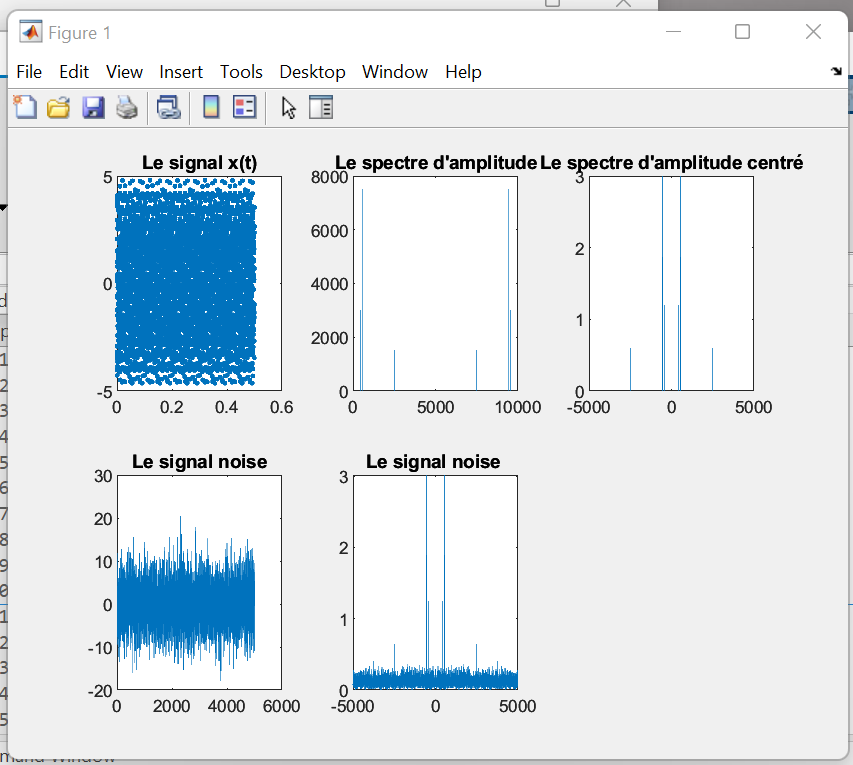 Figure 1
File Edit View Insert Tools Desktop Window Help
Le signal x(t)
5
0
-5
0 0.2 0.4 0.6
Le spectre d'amplitude
8000
6000
4000
2000
0
0 5000 10000
Le spectre d'amplitude centré
3
2
1
0
-5000 0 5000
Le signal noise
30
20
10
0
-10
-20
0 2000 4000 6000
Le signal noise
3
2
1
0
-5000 0 5000